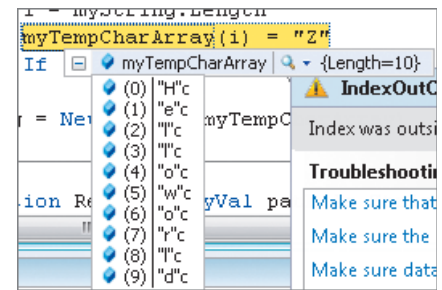 i = myString.Length
myTempCharArray(i) = "Z"
If
myTempCharArray {Length=10}
(0) "H"c
(1) "e"c
(2) "l"c
(3) "l"c
(4) "o"c
(5) "w"c
(6) "o"c
(7) "r"c
(8) "l"c
(9) "d"c
IndexOutO
= New myTempC
Index was outsi
Troubleshootin
ion Re yVal pa
Make sure that
Make sure the
Make sure data